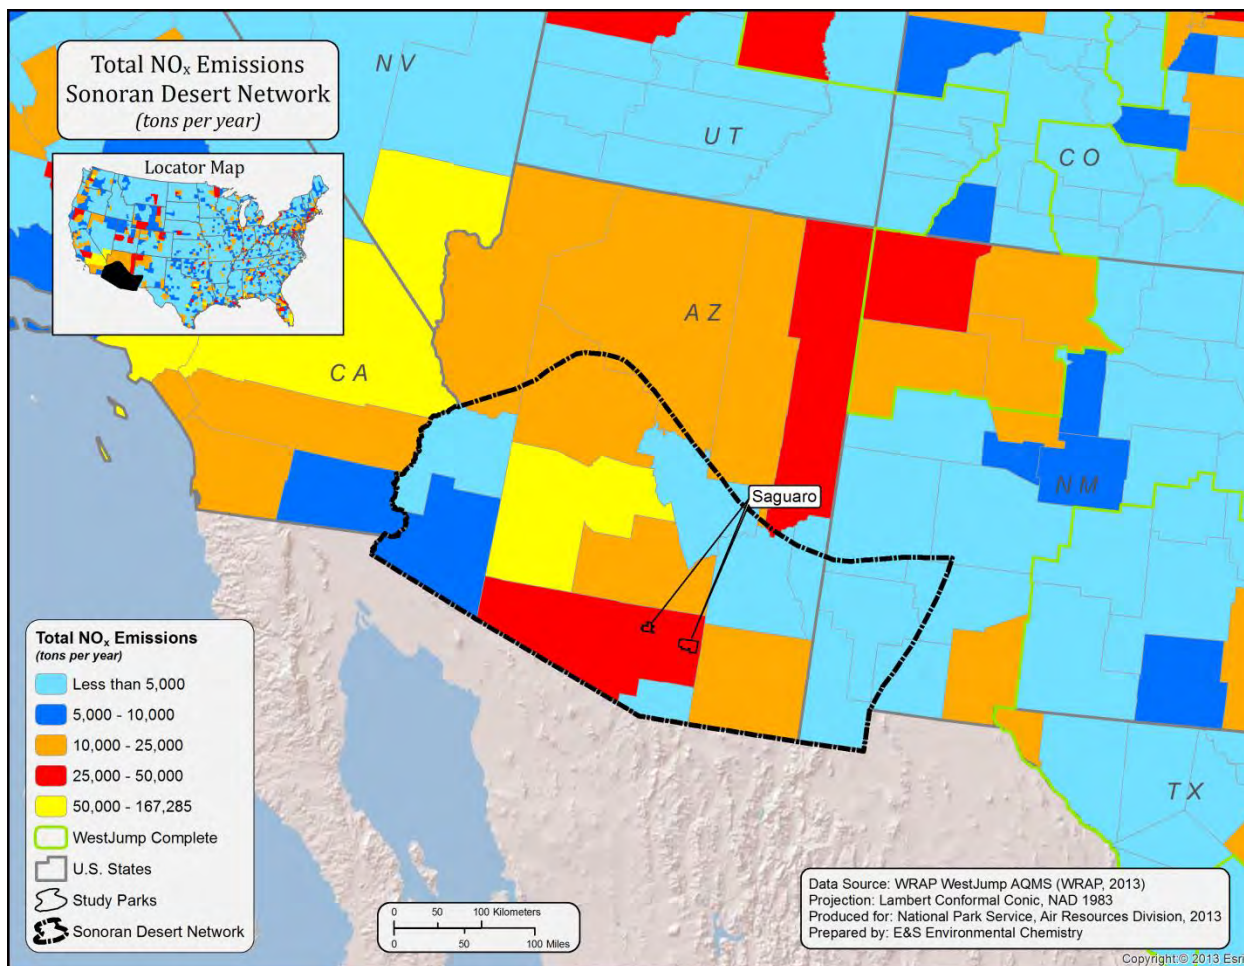 Total NOₓ Emissions
Sonoran Desert Network
(tons per year)
Locator Map
NV
UT
CO
CA
AZ
NM
TX
Saguaro
Total NOₓ Emissions
(tons per year)
Less than 5,000
5,000 - 10,000
10,000 - 25,000
25,000 - 50,000
50,000 - 167,285
WestJump Complete
U.S. States
Study Parks
Sonoran Desert Network
0 50 100 Kilometers
0 50 100 Miles
Data Source: WRAP WestJump AQMS (WRAP, 2013)
Projection: Lambert Conformal Conic, NAD 1983
Produced for: National Park Service, Air Resources Division, 2013
Prepared by: E&S Environmental Chemistry
Copyright:© 2013 Esri